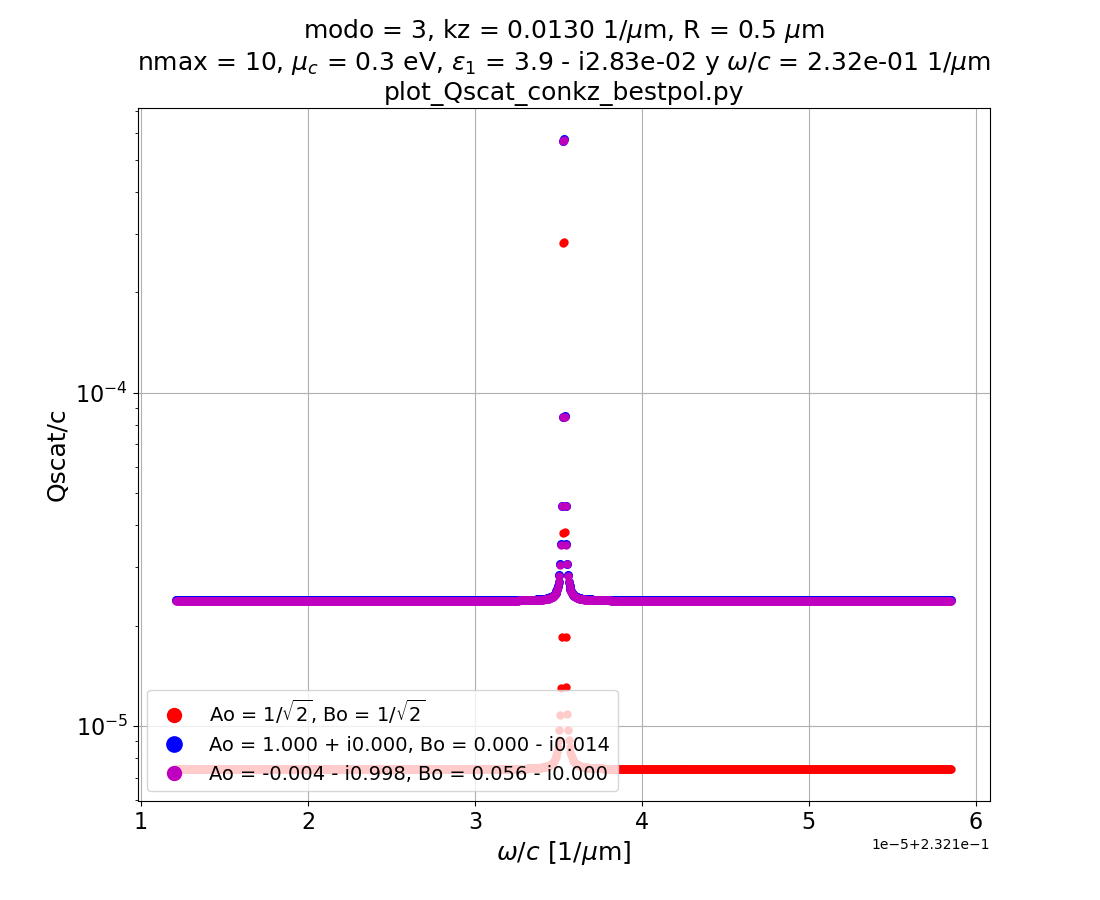 modo = 3, kz = 0.0130 1/μm, R = 0.5 μm
nmax = 10, μ_c = 0.3 eV, ε_1 = 3.9 - i2.83e-02 y ω/c = 2.32e-01 1/μm
plot_Qscat_conkz_bestpol.py
Qscat/c
10^{-4}
10^{-5}
Ao = 1/√2, Bo = 1/√2
Ao = 1.000 + i0.000, Bo = 0.000 - i0.014
Ao = -0.004 - i0.998, Bo = 0.056 - i0.000
1 2 3 4 5 6
1e-5+2.321e-1
ω/c [1/μm]